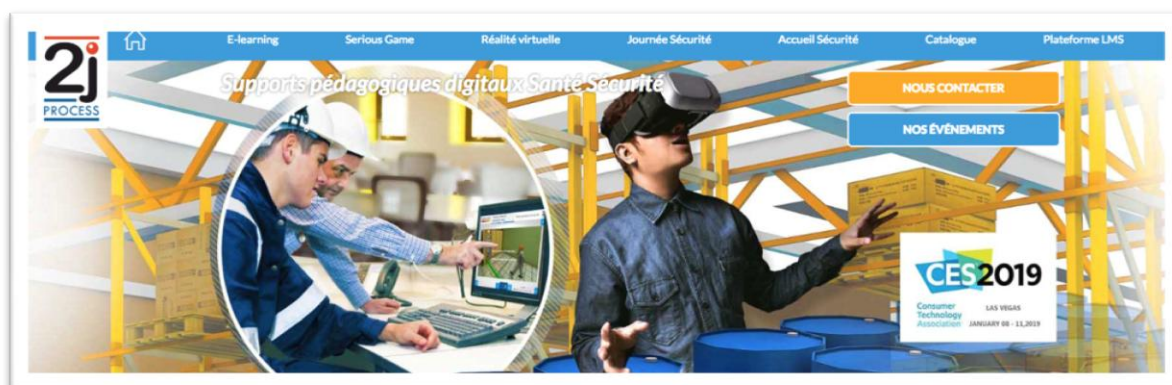 2j
PROCESS
E-learning
Serious Game
Réalité virtuelle
Journée Sécurité
Accueil Sécurité
Catalogue
Plateforme LMS
Supports pédagogiques digitaux Santé Sécurité
NOUS CONTACTER
NOS ÉVÉNEMENTS
CES2019
Consumer
Technology
Association
LAS VEGAS
JANUARY 08 - 11,2019